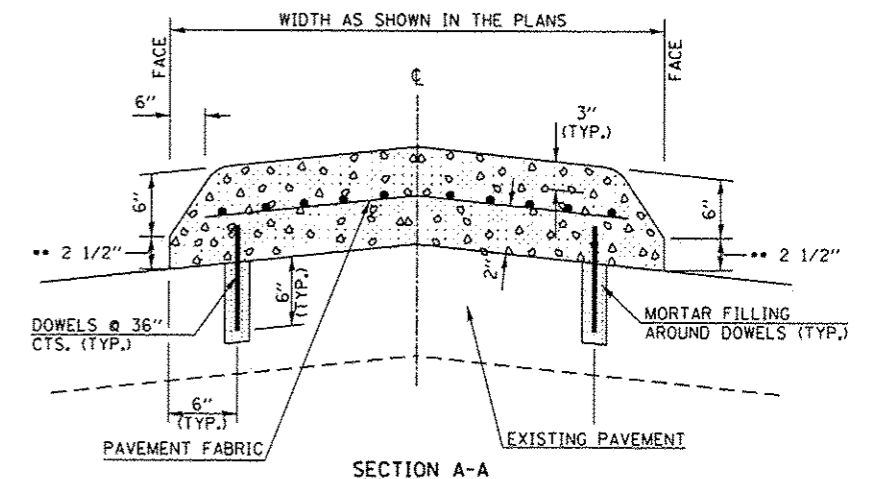 WIDTH AS SHOWN IN THE PLANS
FACE
FACE
℄
6"
3"
(TYP.)
6"
6"
•• 2 1/2"
•• 2 1/2"
6"
(TYP.)
2"
DOWELS @ 36"
CTS. (TYP.)
MORTAR FILLING
AROUND DOWELS (TYP.)
6"
(TYP.)
PAVEMENT FABRIC
EXISTING PAVEMENT
SECTION A-A